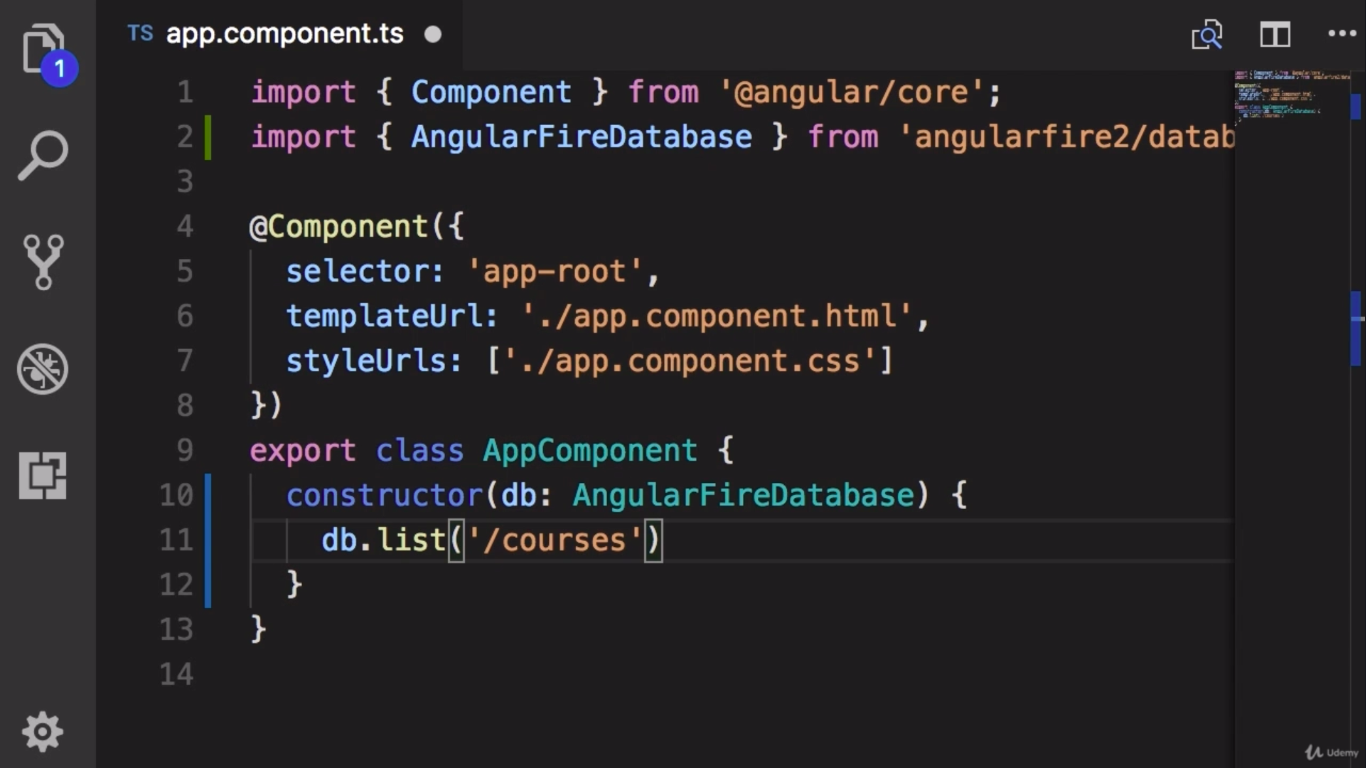 TS app.component.ts
1
1 import { Component } from '@angular/core';
2 import { AngularFireDatabase } from 'angularfire2/datab
3
4 @Component({
5 selector: 'app-root',
6 templateUrl: './app.component.html',
7 styleUrls: ['./app.component.css']
8 })
9 export class AppComponent {
10 constructor(db: AngularFireDatabase) {
11 db.list('/courses')
12 }
13 }
14
Udemy